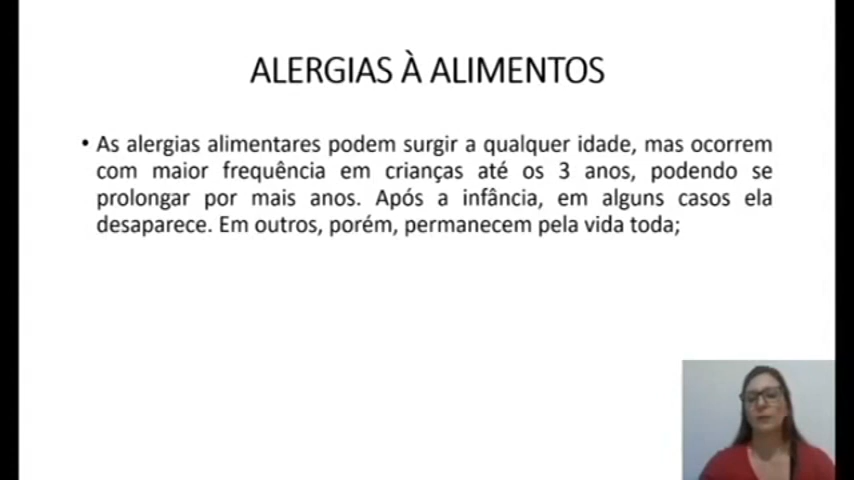 ALERGIAS À ALIMENTOS
• As alergias alimentares podem surgir a qualquer idade, mas ocorrem
com maior frequência em crianças até os 3 anos, podendo se
prolongar por mais anos. Após a infância, em alguns casos ela
desaparece. Em outros, porém, permanecem pela vida toda;